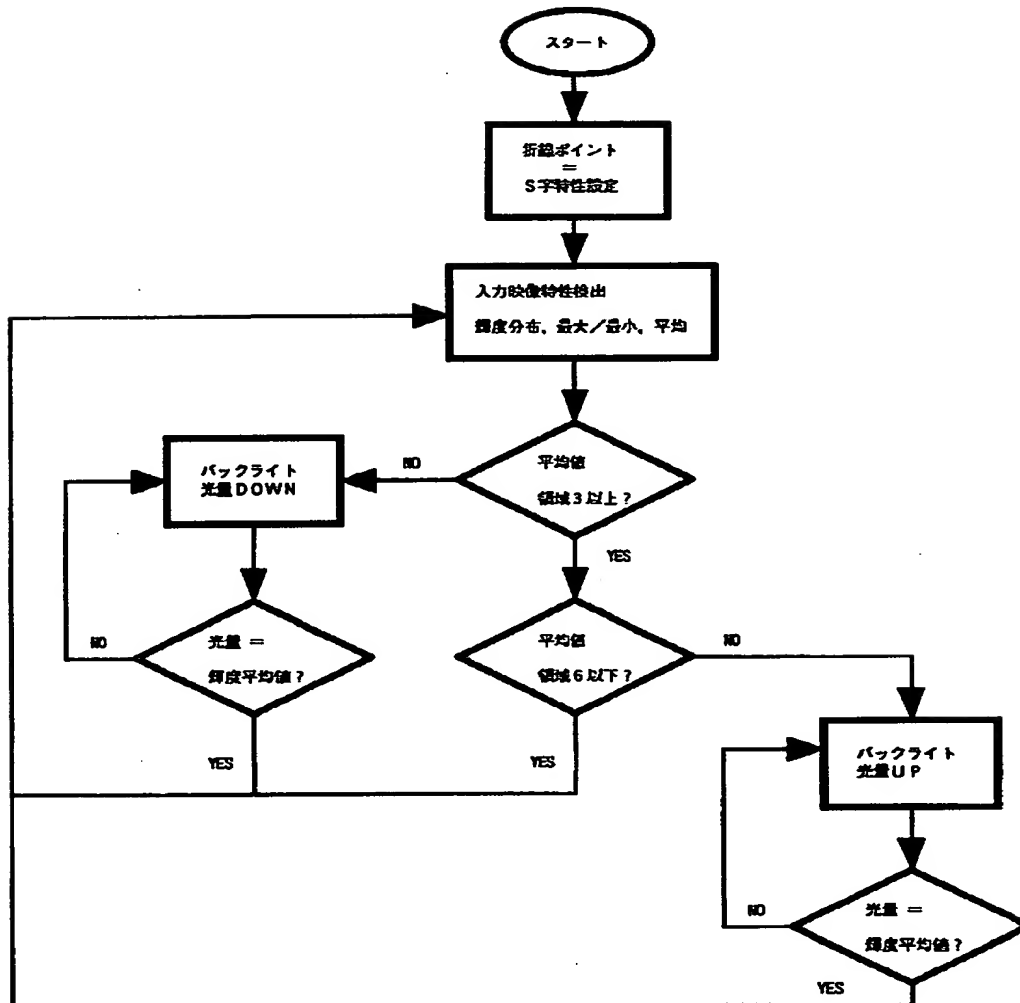 スタート
折線ポイント
=
S字特性設定
入力映像特性検出
輝度分布、最大/最小、平均
バックライト
光量DOWN
NO
平均値
領域3以上?
YES
NO
光量 =
輝度平均値?
平均値
領域6以下?
NO
YES
YES
バックライト
光量UP
NO
光量 =
輝度平均値?
YES